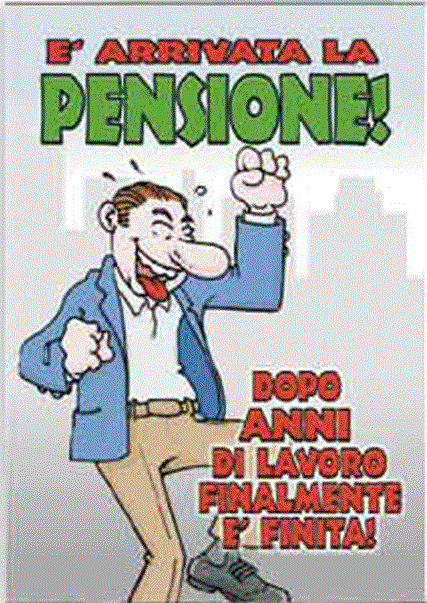 E' ARRIVATA LA
PENSIONE!
DOPO
ANNI
DI LAVORO
FINALMENTE
E' FINITA!